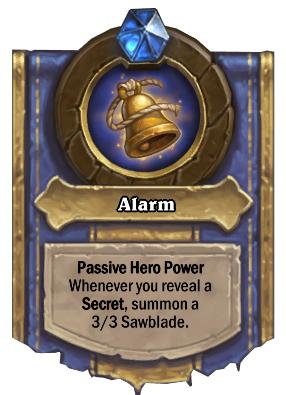 Alarm
Passive Hero Power
Whenever you reveal a
Secret, summon a
3/3 Sawblade.